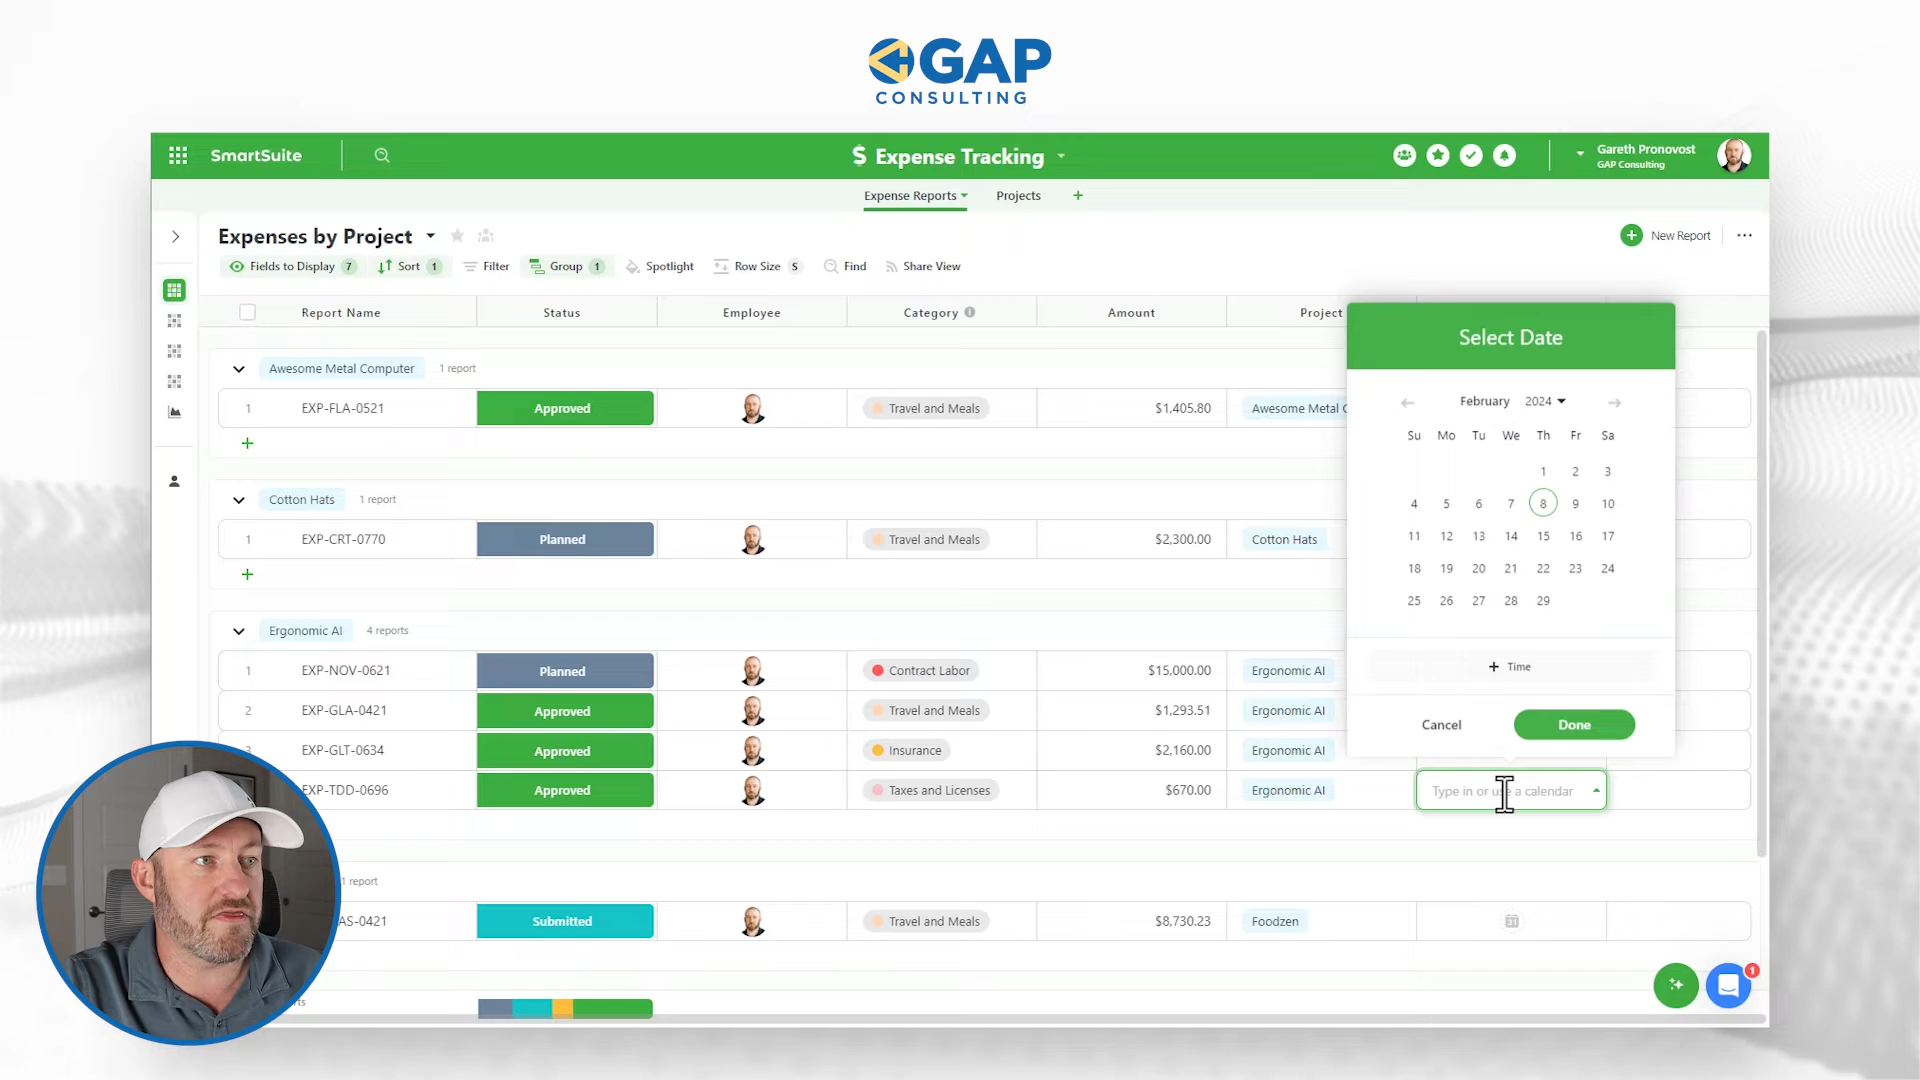 GAP
CONSULTING
SmartSuite
$ Expense Tracking
Gareth Pronovost
GAP Consulting
Expense Reports
Projects
+
Expenses by Project
+ New Report
Fields to Display 7
Sort 1
Filter
Group 1
Spotlight
Row Size S
Find
Share View
Report Name Status Employee Category Amount Project
Awesome Metal Computer 1 report
1 EXP-FLA-0521 Approved Travel and Meals $1,405.80 Awesome Metal C
+
Cotton Hats 1 report
1 EXP-CRT-0770 Planned Travel and Meals $2,300.00 Cotton Hats
+
Ergonomic AI 4 reports
1 EXP-NOV-0621 Planned Contract Labor $15,000.00 Ergonomic AI
2 EXP-GLA-0421 Approved Travel and Meals $1,293.51 Ergonomic AI
3 EXP-GLT-0634 Approved Insurance $2,160.00 Ergonomic AI
EXP-TDD-0696 Approved Taxes and Licenses $670.00 Ergonomic AI
1 report
AS-0421 Submitted Travel and Meals $8,730.23 Foodzen 31
rts
Select Date
February 2024
Su Mo Tu We Th Fr Sa
1 2 3
4 5 6 7 8 9 10
11 12 13 14 15 16 17
18 19 20 21 22 23 24
25 26 27 28 29
+ Time
Cancel Done
Type in or use a calendar
1